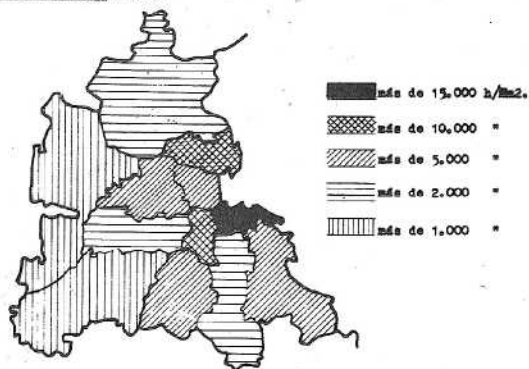 más de 15.000 h/Km2.
más de 10.000 "
más de 5.000 "
más de 2.000 "
más de 1.000 "